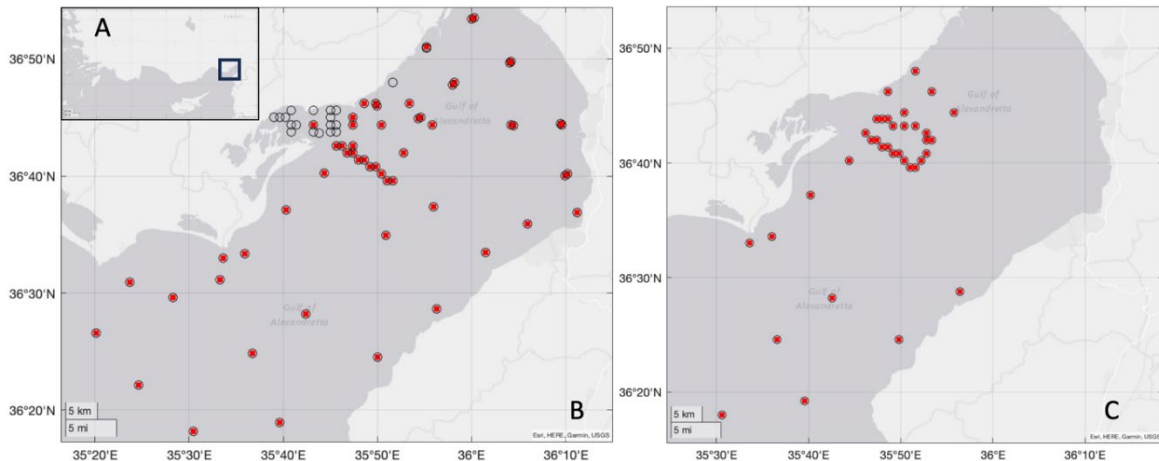 A
TURKEY
36°50'N
36°40'N
36°30'N
36°20'N
Gulf of
Alexandretta
Gulf of
Alexandretta
5 km
5 mi
B
Esri, HERE, Garmin, USGS
35°20'E
35°30'E
35°40'E
35°50'E
36°E
36°10'E
36°50'N
36°40'N
36°30'N
36°20'N
Gulf of
Alexandretta
Gulf of
Alexandretta
5 km
5 mi
C
Esri, HERE, Garmin, USGS
35°30'E
35°40'E
35°50'E
36°E
36°10'E